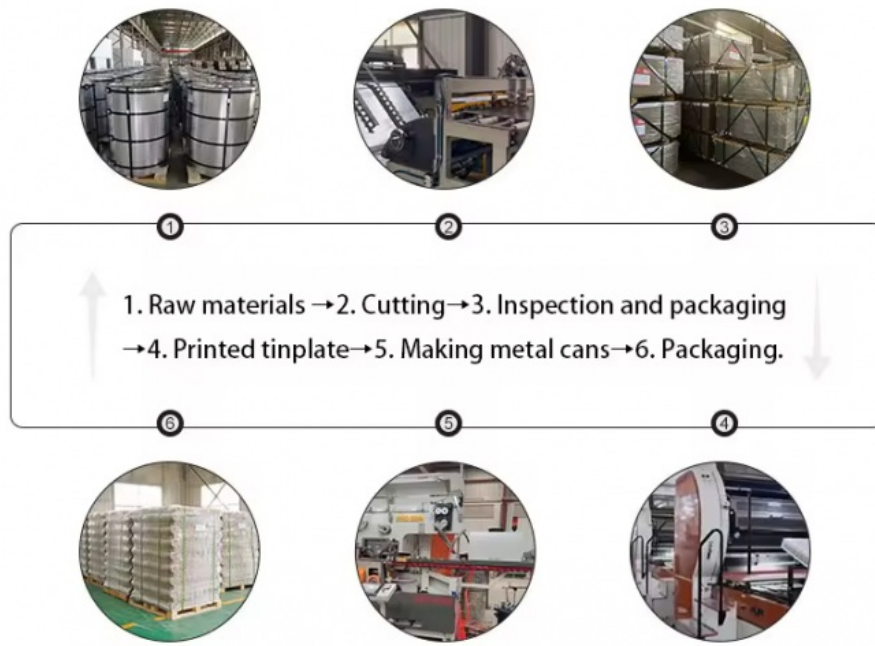 ① ② ③
1. Raw materials →2. Cutting→3. Inspection and packaging
→4. Printed tinplate→5. Making metal cans→6. Packaging.
⑥ ⑤ ④